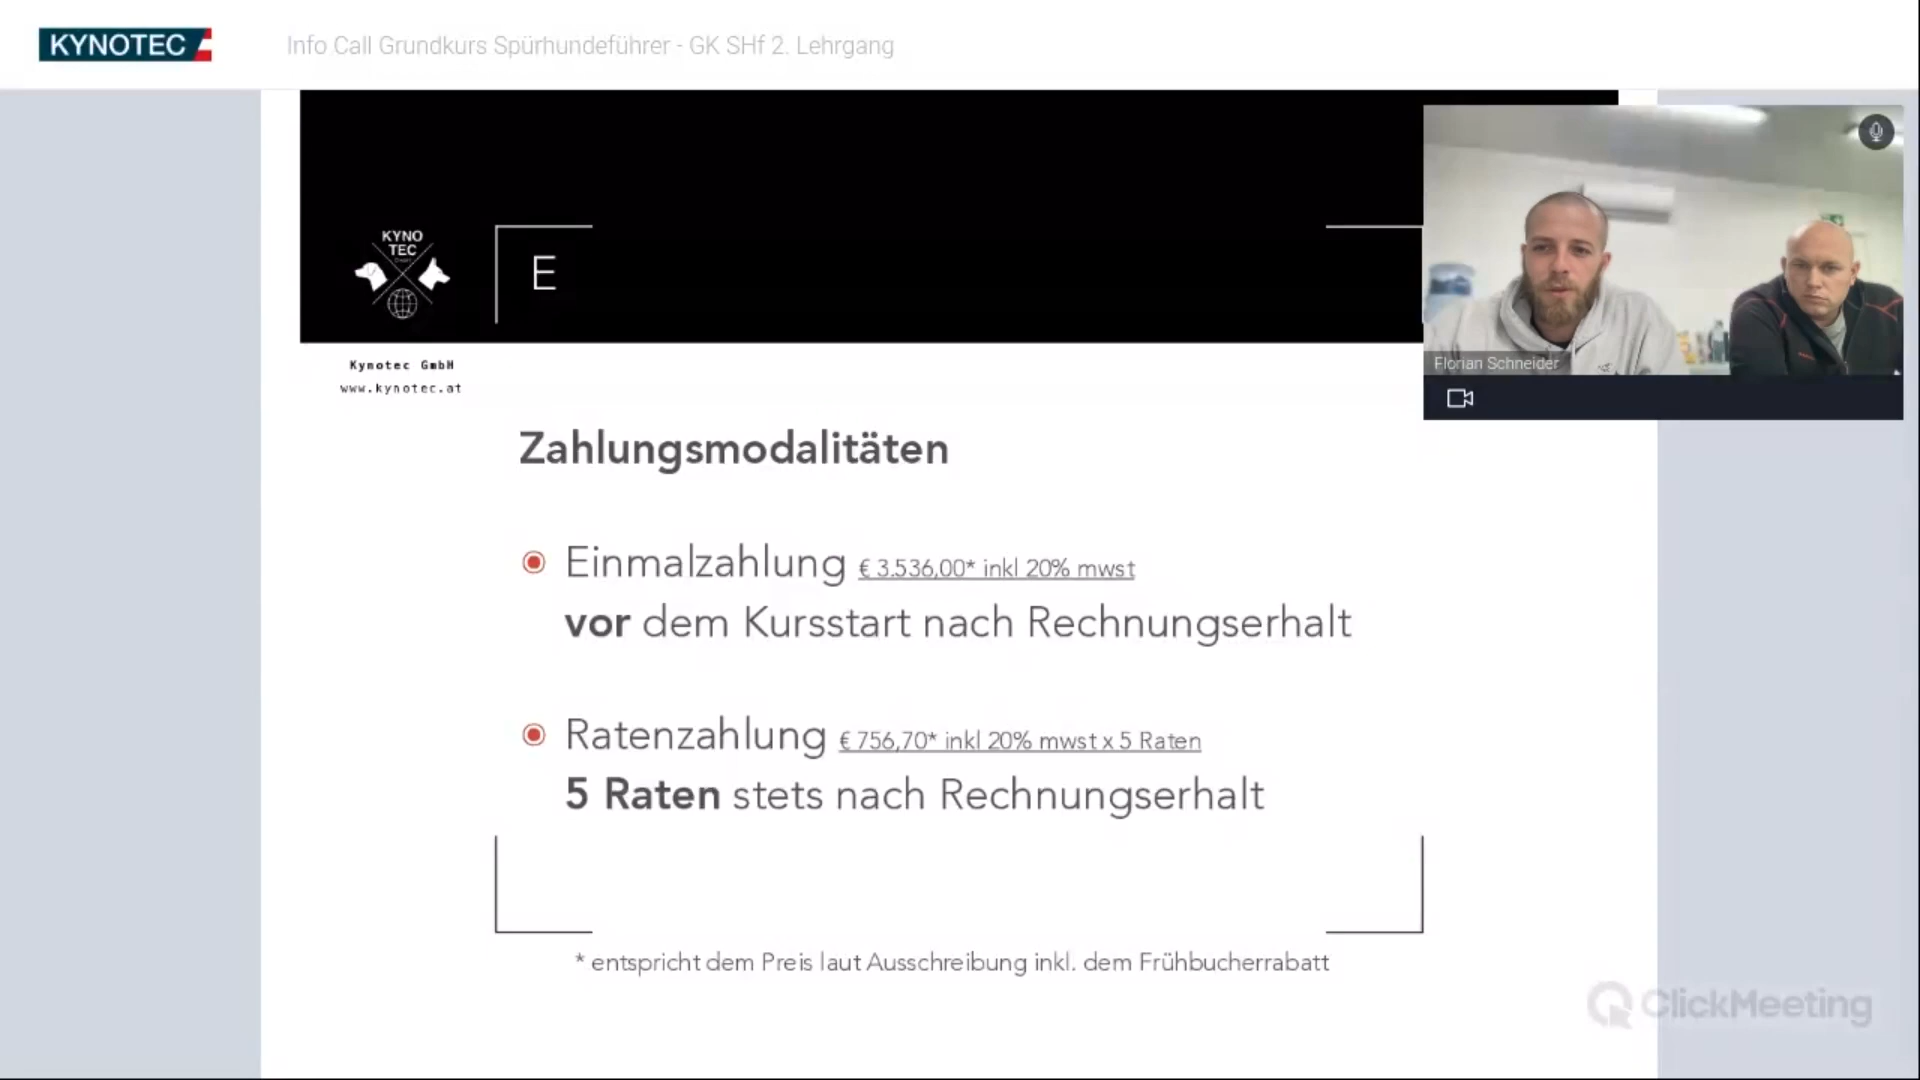 KYNOTEC
Info Call Grundkurs Spürhundeführer - GK SHf 2. Lehrgang
KYNO
TEC
E
Florian Schneider
Kynotec GmbH
www.kynotec.at
Zahlungsmodalitäten
Einmalzahlung € 3.536,00* inkl 20% mwst
vor dem Kursstart nach Rechnungserhalt
Ratenzahlung € 756,70* inkl 20% mwst x 5 Raten
5 Raten stets nach Rechnungserhalt
* entspricht dem Preis laut Ausschreibung inkl. dem Frühbucherrabatt
ClickMeeting